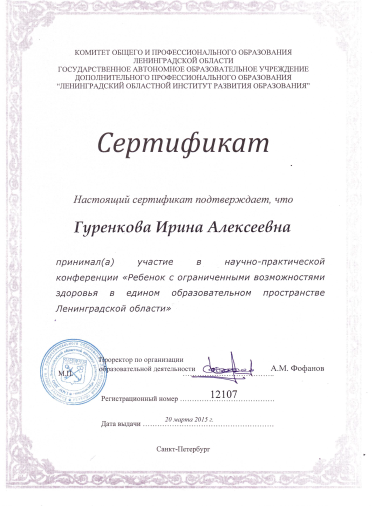 КОМИТЕТ ОБЩЕГО И ПРОФЕССИОНАЛЬНОГО ОБРАЗОВАНИЯ
ЛЕНИНГРАДСКОЙ ОБЛАСТИ
ГОСУДАРСТВЕННОЕ АВТОНОМНОЕ ОБРАЗОВАТЕЛЬНОЕ УЧРЕЖДЕНИЕ
ДОПОЛНИТЕЛЬНОГО ПРОФЕССИОНАЛЬНОГО ОБРАЗОВАНИЯ
"ЛЕНИНГРАДСКИЙ ОБЛАСТНОЙ ИНСТИТУТ РАЗВИТИЯ ОБРАЗОВАНИЯ"
Сертификат
Настоящий сертификат подтверждает, что
Гуренкова Ирина Алексеевна
принимал(а) участие в научно-практической
конференции «Ребенок с ограниченными возможностями
здоровья в едином образовательном пространстве
Ленинградской области»
Проректор по организации
образовательной деятельности А.М. Фофанов
М.П.
Регистрационный номер 12107
Дата выдачи 20 марта 2015 г.
Санкт-Петербург